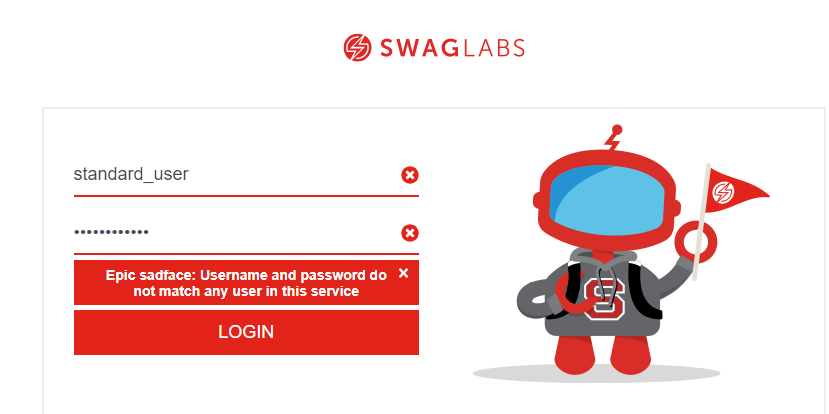 SWAGLABS
standard_user
••••••••••••
Epic sadface: Username and password do
not match any user in this service
LOGIN
S